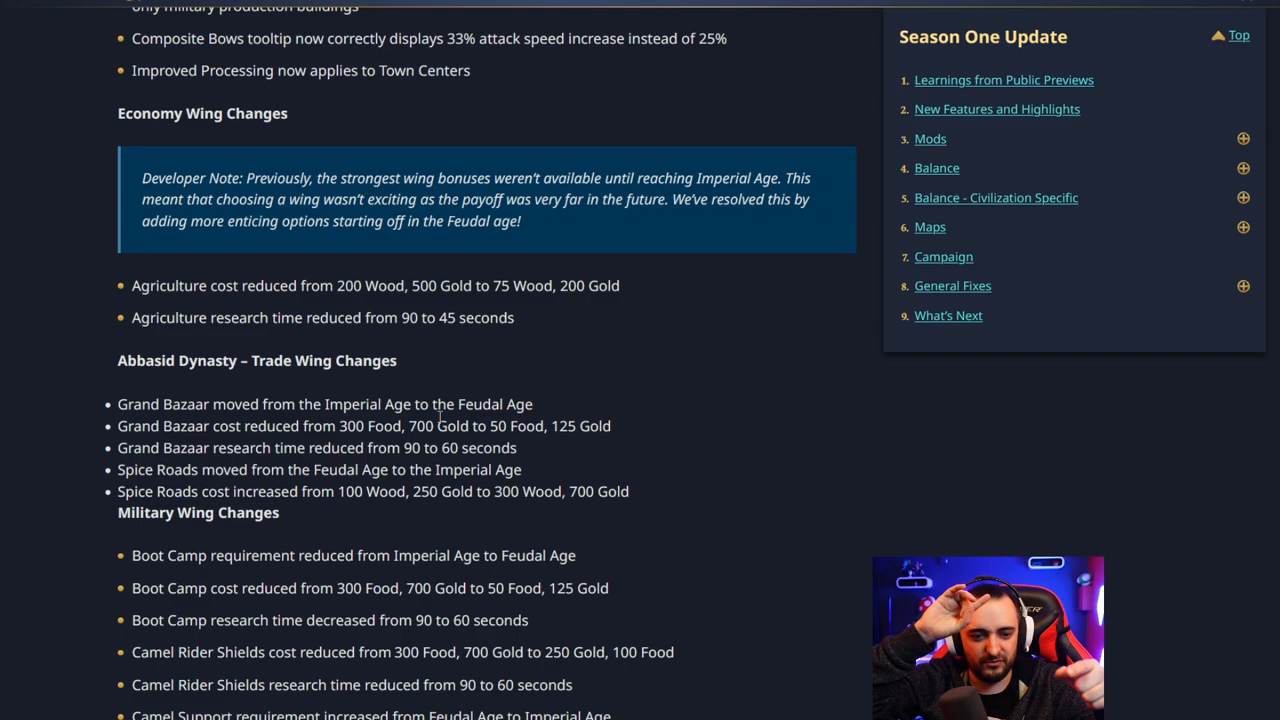 only military production buildings
Composite Bows tooltip now correctly displays 33% attack speed increase instead of 25%
Improved Processing now applies to Town Centers
Economy Wing Changes
Developer Note: Previously, the strongest wing bonuses weren't available until reaching Imperial Age. This
meant that choosing a wing wasn't exciting as the payoff was very far in the future. We've resolved this by
adding more enticing options starting off in the Feudal age!
Agriculture cost reduced from 200 Wood, 500 Gold to 75 Wood, 200 Gold
Agriculture research time reduced from 90 to 45 seconds
Abbasid Dynasty – Trade Wing Changes
Grand Bazaar moved from the Imperial Age to the Feudal Age
Grand Bazaar cost reduced from 300 Food, 700 Gold to 50 Food, 125 Gold
Grand Bazaar research time reduced from 90 to 60 seconds
Spice Roads moved from the Feudal Age to the Imperial Age
Spice Roads cost increased from 100 Wood, 250 Gold to 300 Wood, 700 Gold
Military Wing Changes
Boot Camp requirement reduced from Imperial Age to Feudal Age
Boot Camp cost reduced from 300 Food, 700 Gold to 50 Food, 125 Gold
Boot Camp research time decreased from 90 to 60 seconds
Camel Rider Shields cost reduced from 300 Food, 700 Gold to 250 Gold, 100 Food
Camel Rider Shields research time reduced from 90 to 60 seconds
Camel Support requirement increased from Feudal Age to Imperial Age
Season One Update
Top
1. Learnings from Public Previews
2. New Features and Highlights
3. Mods
4. Balance
5. Balance - Civilization Specific
6. Maps
7. Campaign
8. General Fixes
9. What's Next